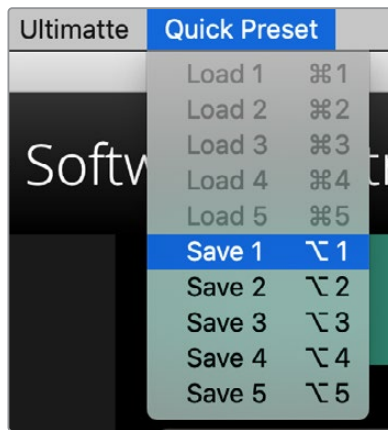 Ultimatte Quick Preset
Load 1 ⌘1
Load 2 ⌘2
Load 3 ⌘3
Load 4 ⌘4
Load 5 ⌘5
Save 1 ⌥1
Save 2 ⌥2
Save 3 ⌥3
Save 4 ⌥4
Save 5 ⌥5